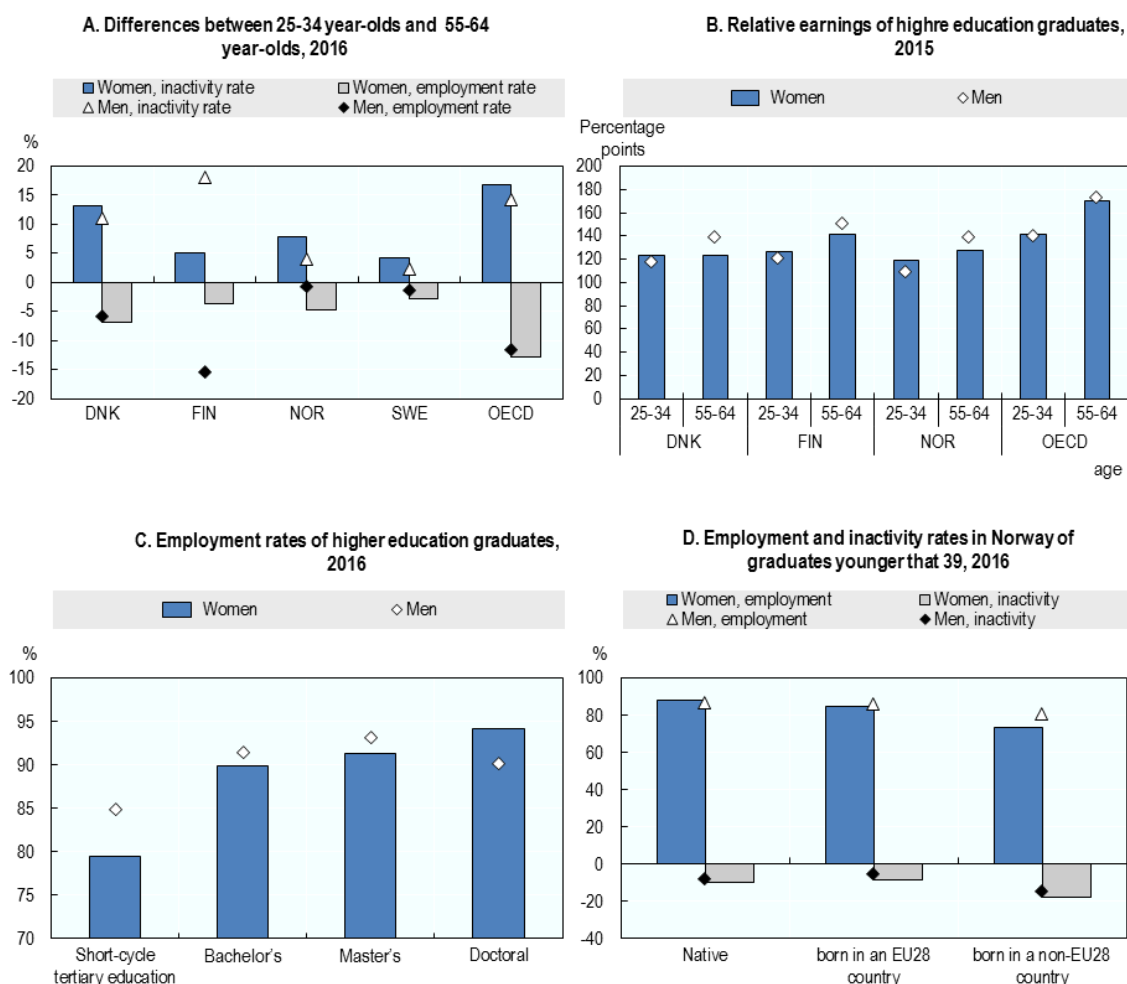 A. Differences between 25-34 year-olds and 55-64
year-olds, 2016
Women, inactivity rate Women, employment rate
Men, inactivity rate Men, employment rate
%
20
15
10
5
0
-5
-10
-15
-20
DNK FIN NOR SWE OECD
B. Relative earnings of highre education graduates,
2015
Women Men
Percentage
points
200
180
160
140
120
100
80
60
40
20
0
25-34 55-64 25-34 55-64 25-34 55-64 25-34 55-64
DNK FIN NOR OECD
age
C. Employment rates of higher education graduates,
2016
Women Men
%
100
95
90
85
80
75
70
Short-cycle Bachelor's Master's Doctoral
tertiary education
D. Employment and inactivity rates in Norway of
graduates younger that 39, 2016
Women, employment Women, inactivity
Men, employment Men, inactivity
%
100
80
60
40
20
0
-20
-40
Native born in an EU28 born in a non-EU28
country country